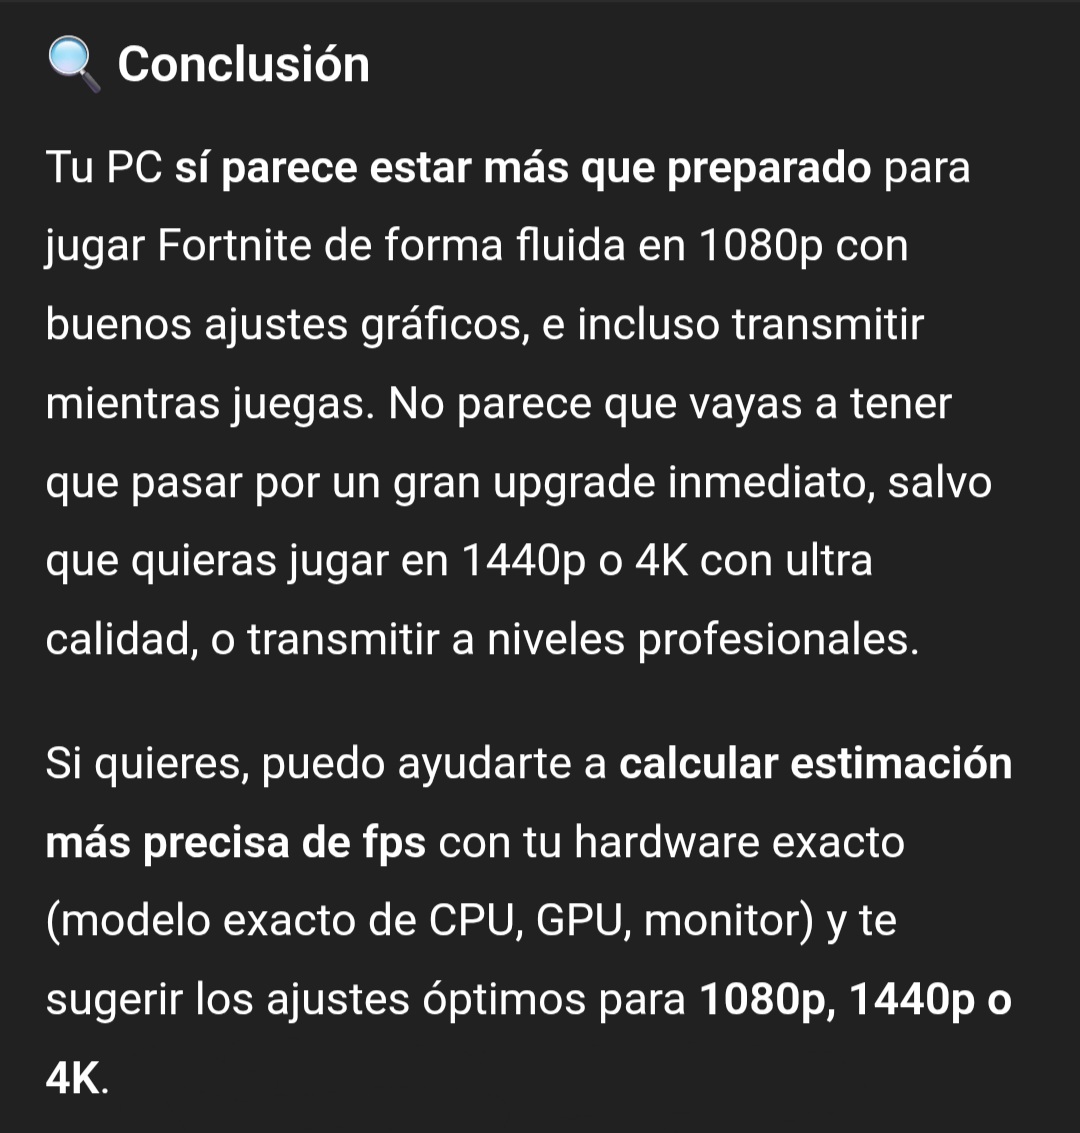 🔍 Conclusión
Tu PC sí parece estar más que preparado para
jugar Fortnite de forma fluida en 1080p con
buenos ajustes gráficos, e incluso transmitir
mientras juegas. No parece que vayas a tener
que pasar por un gran upgrade inmediato, salvo
que quieras jugar en 1440p o 4K con ultra
calidad, o transmitir a niveles profesionales.
Si quieres, puedo ayudarte a calcular estimación
más precisa de fps con tu hardware exacto
(modelo exacto de CPU, GPU, monitor) y te
sugerir los ajustes óptimos para 1080p, 1440p o
4K.